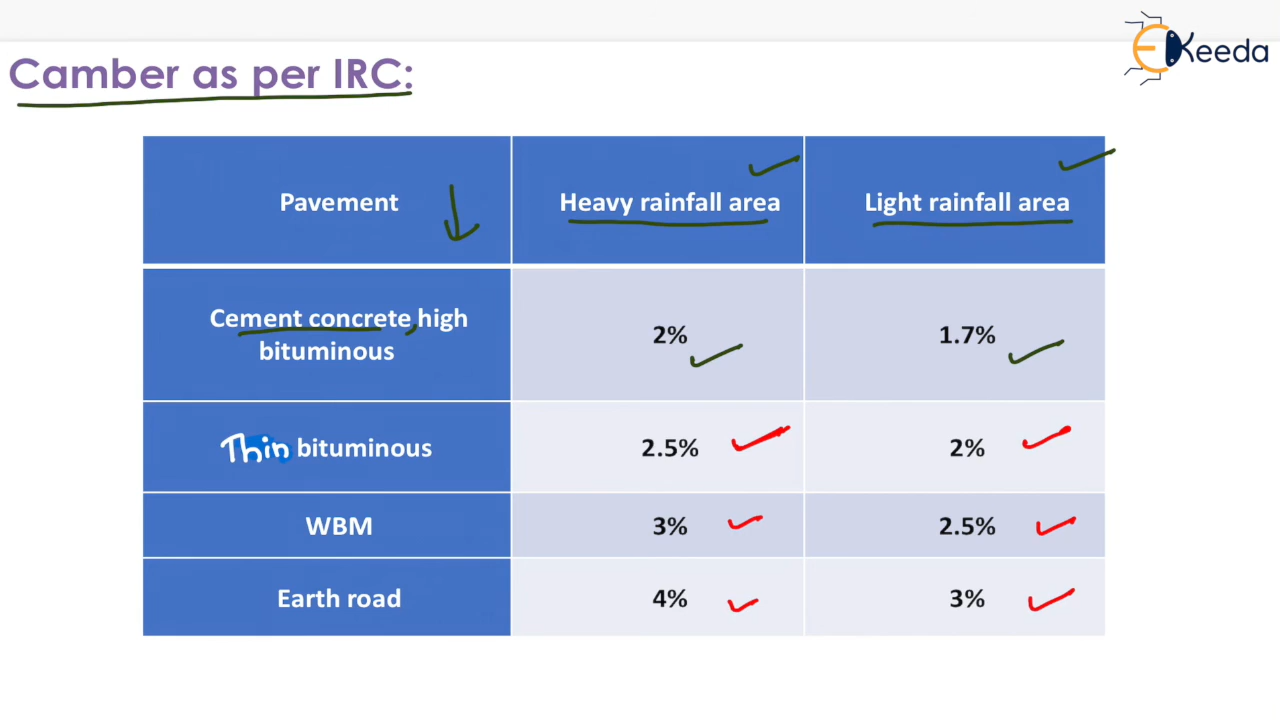 EKeeda
Camber as per IRC:
Pavement
Heavy rainfall area
Light rainfall area
Cement concrete,high
bituminous
2%
1.7%
Thin bituminous
2.5%
2%
WBM
3%
2.5%
Earth road
4%
3%